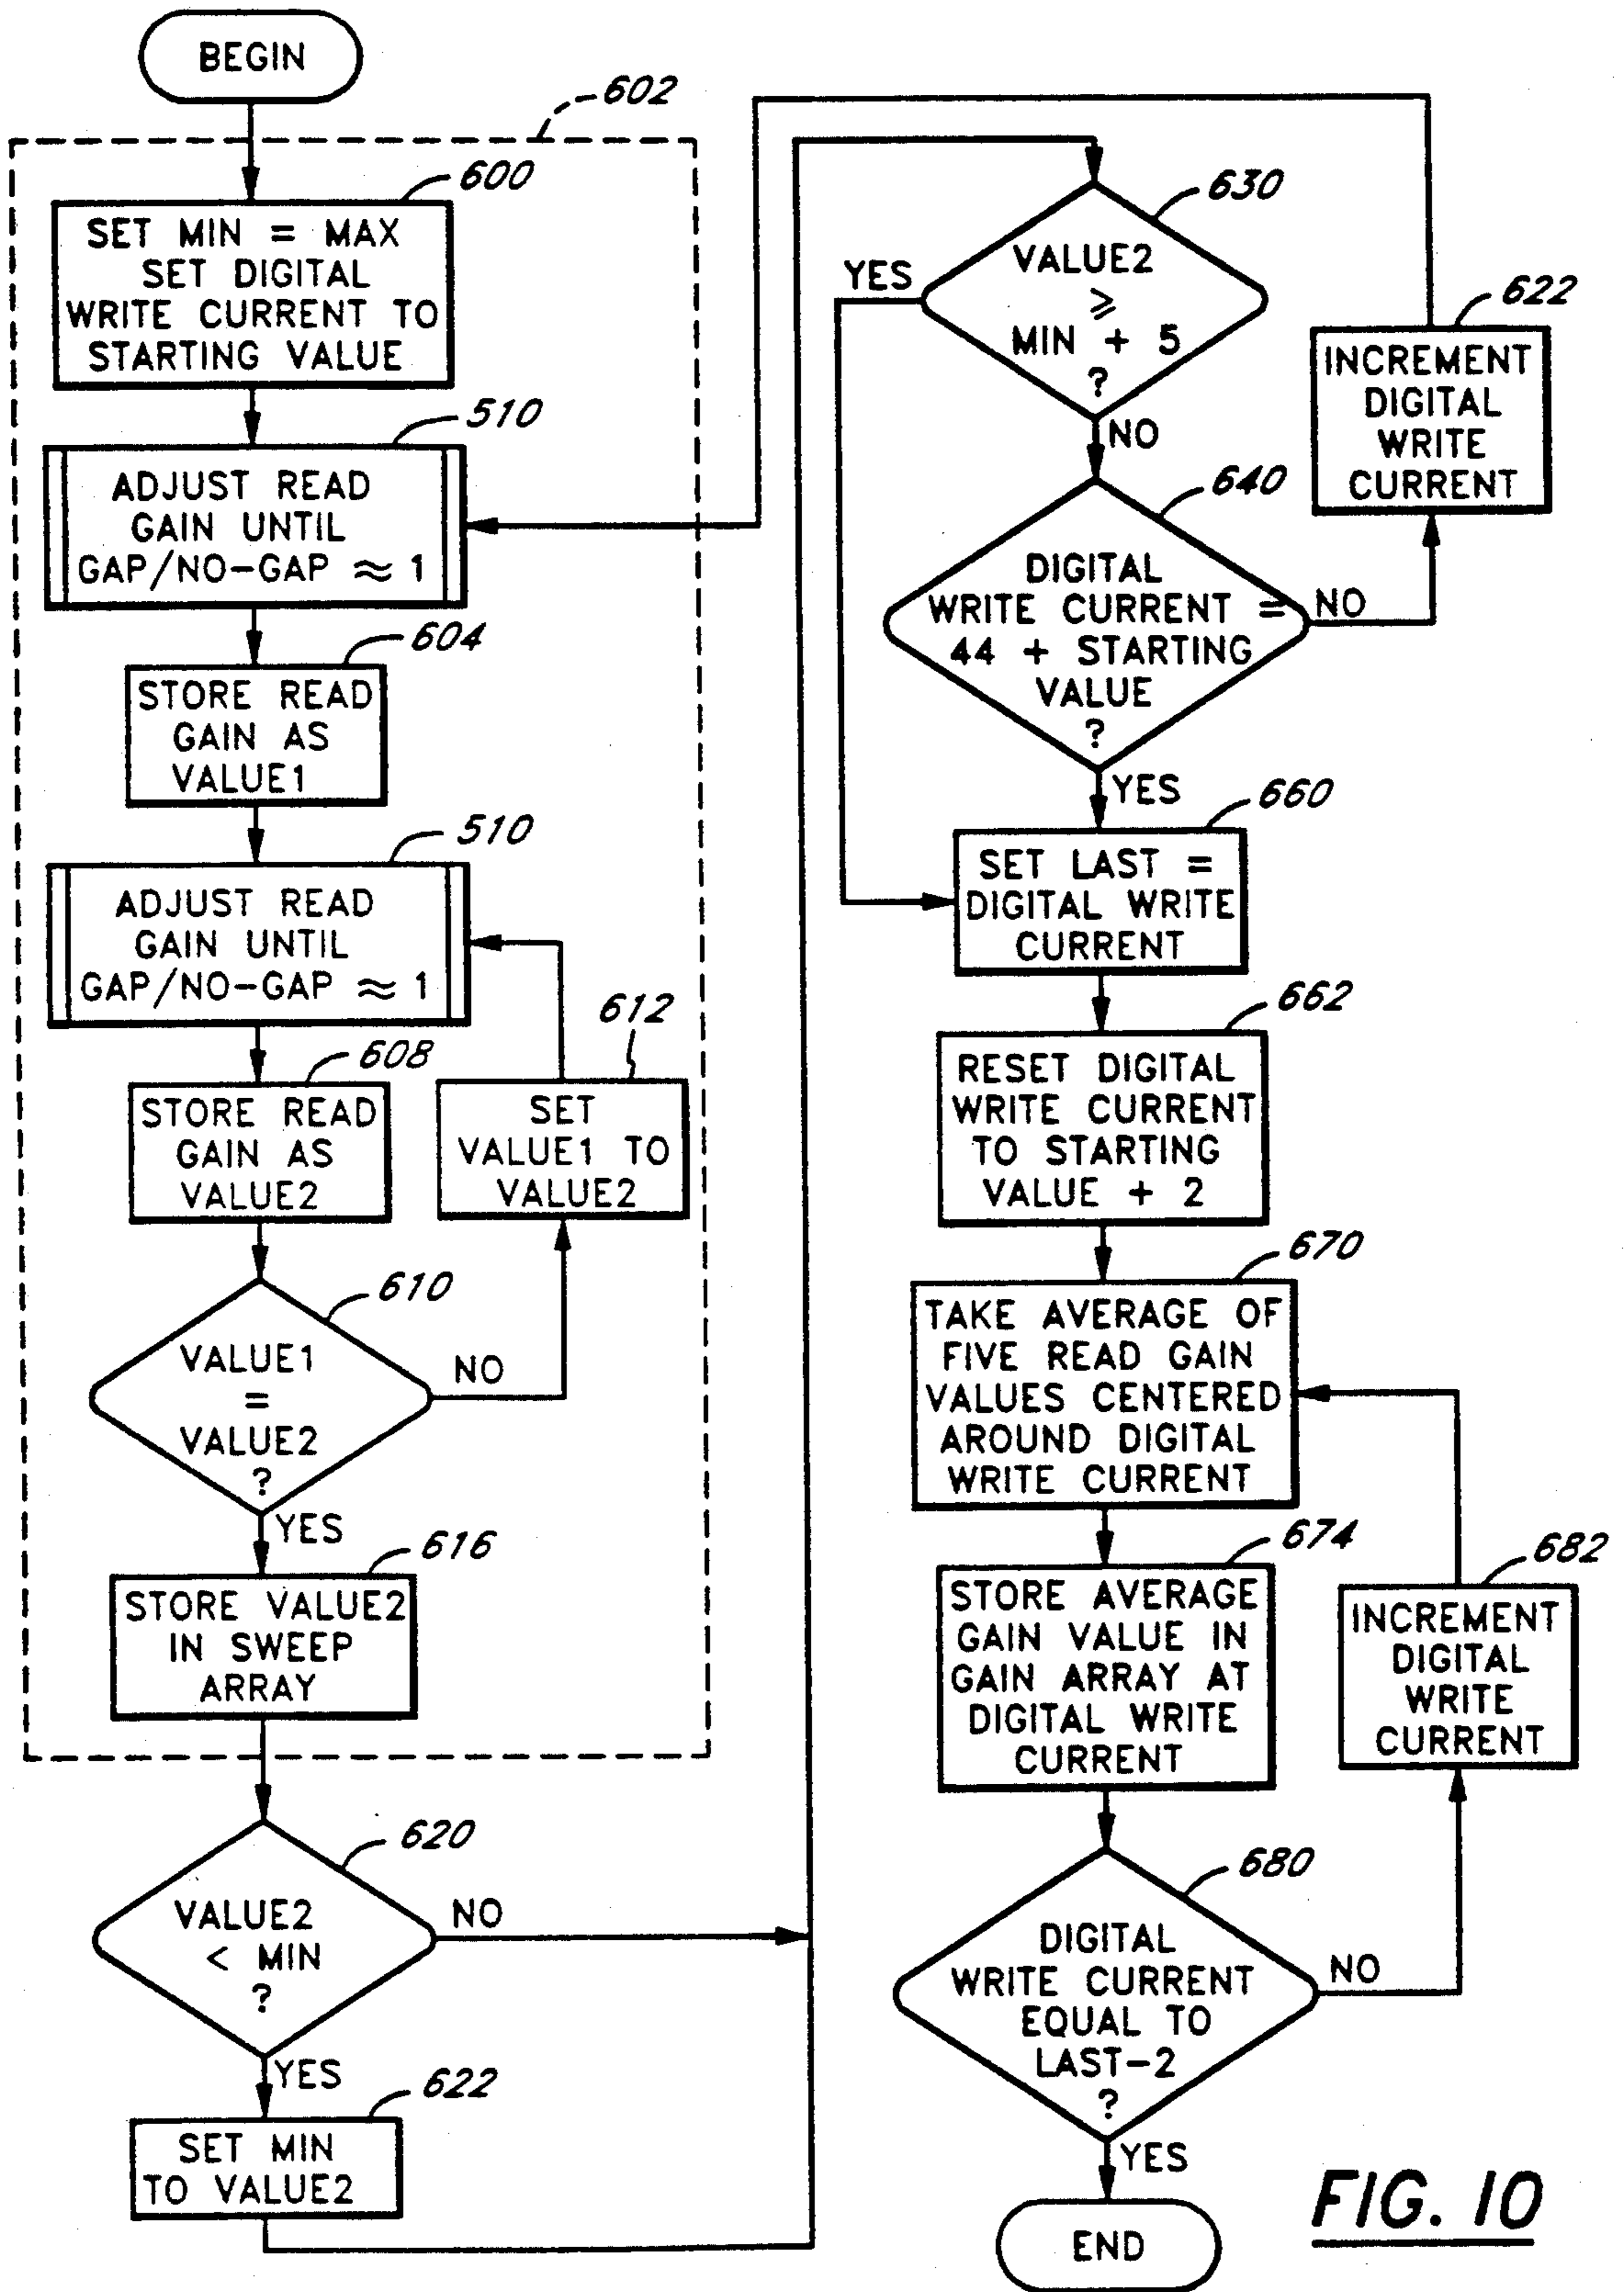 BEGIN
602
600
SET MIN = MAX
SET DIGITAL
WRITE CURRENT TO
STARTING VALUE
510
ADJUST READ
GAIN UNTIL
GAP/NO-GAP ≈ 1
604
STORE READ
GAIN AS
VALUE1
510
ADJUST READ
GAIN UNTIL
GAP/NO-GAP ≈ 1
608
STORE READ
GAIN AS
VALUE2
612
SET
VALUE1 TO
VALUE2
610
VALUE1
=
VALUE2
?
NO
YES
616
STORE VALUE2
IN SWEEP
ARRAY
620
VALUE2
< MIN
?
NO
YES
622
SET MIN
TO VALUE2
630
VALUE2
≥
MIN + 5
?
YES
NO
622
INCREMENT
DIGITAL
WRITE
CURRENT
640
DIGITAL
WRITE CURRENT =
44 + STARTING
VALUE
?
NO
YES
660
SET LAST =
DIGITAL WRITE
CURRENT
662
RESET DIGITAL
WRITE CURRENT
TO STARTING
VALUE + 2
670
TAKE AVERAGE OF
FIVE READ GAIN
VALUES CENTERED
AROUND DIGITAL
WRITE CURRENT
674
STORE AVERAGE
GAIN VALUE IN
GAIN ARRAY AT
DIGITAL WRITE
CURRENT
682
INCREMENT
DIGITAL
WRITE
CURRENT
680
DIGITAL
WRITE CURRENT
EQUAL TO
LAST-2
?
NO
YES
END
FIG. 10